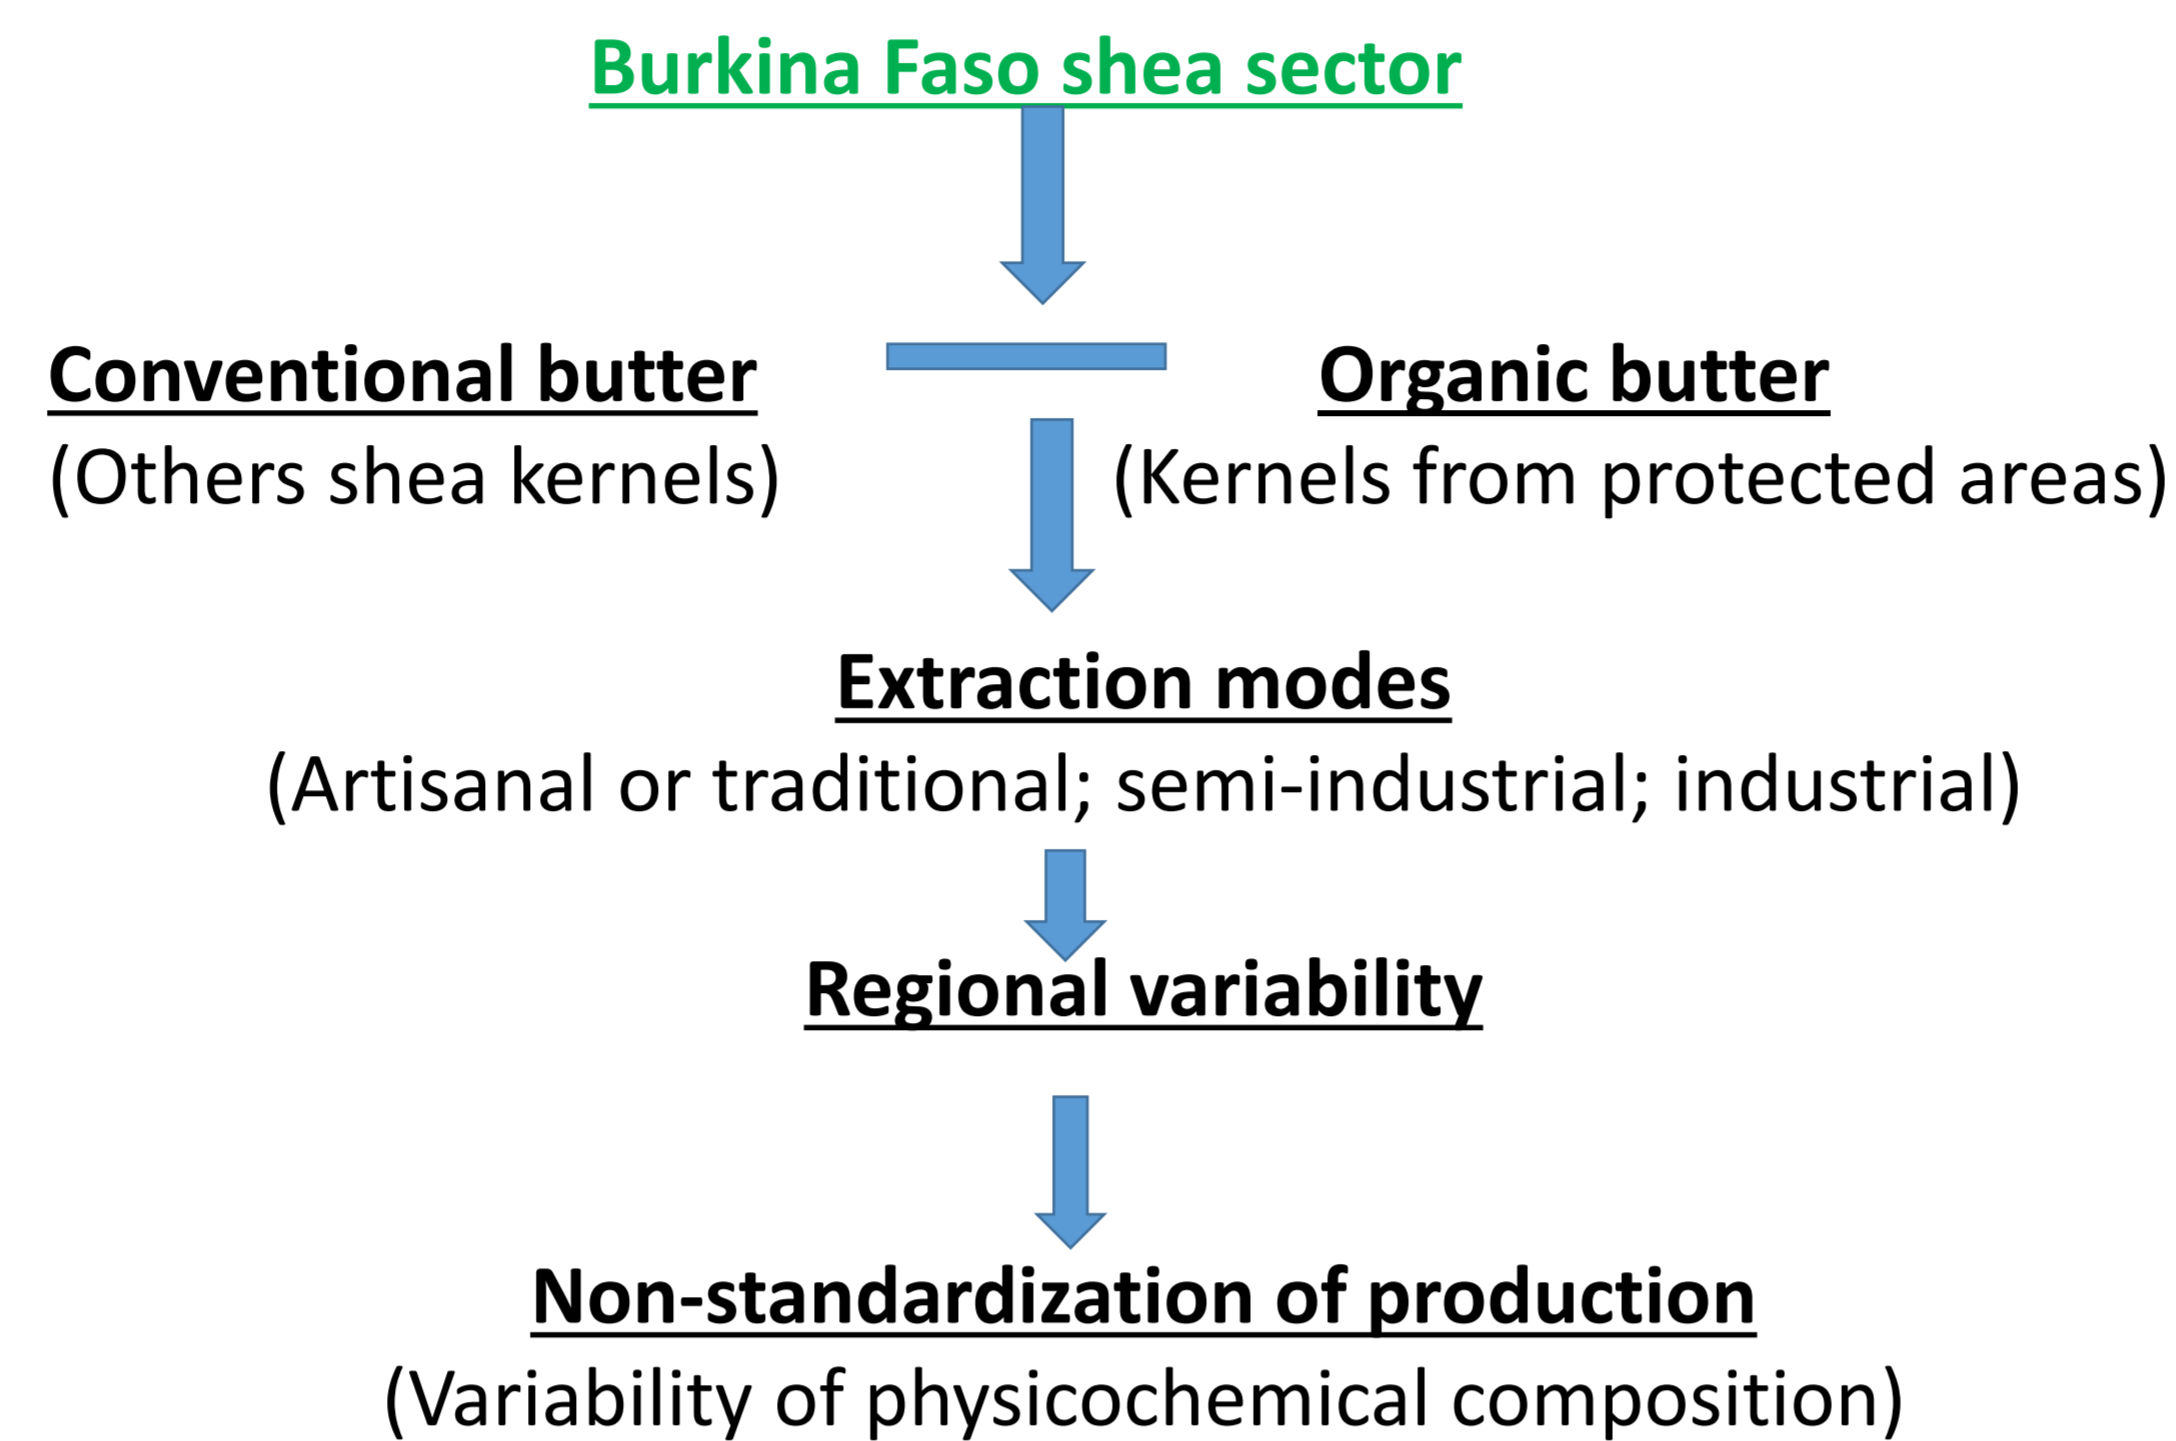 Burkina Faso shea sector
Conventional butter
(Others shea kernels)
Organic butter
(Kernels from protected areas)
Extraction modes
(Artisanal or traditional; semi-industrial; industrial)
Regional variability
Non-standardization of production
(Variability of physicochemical composition)